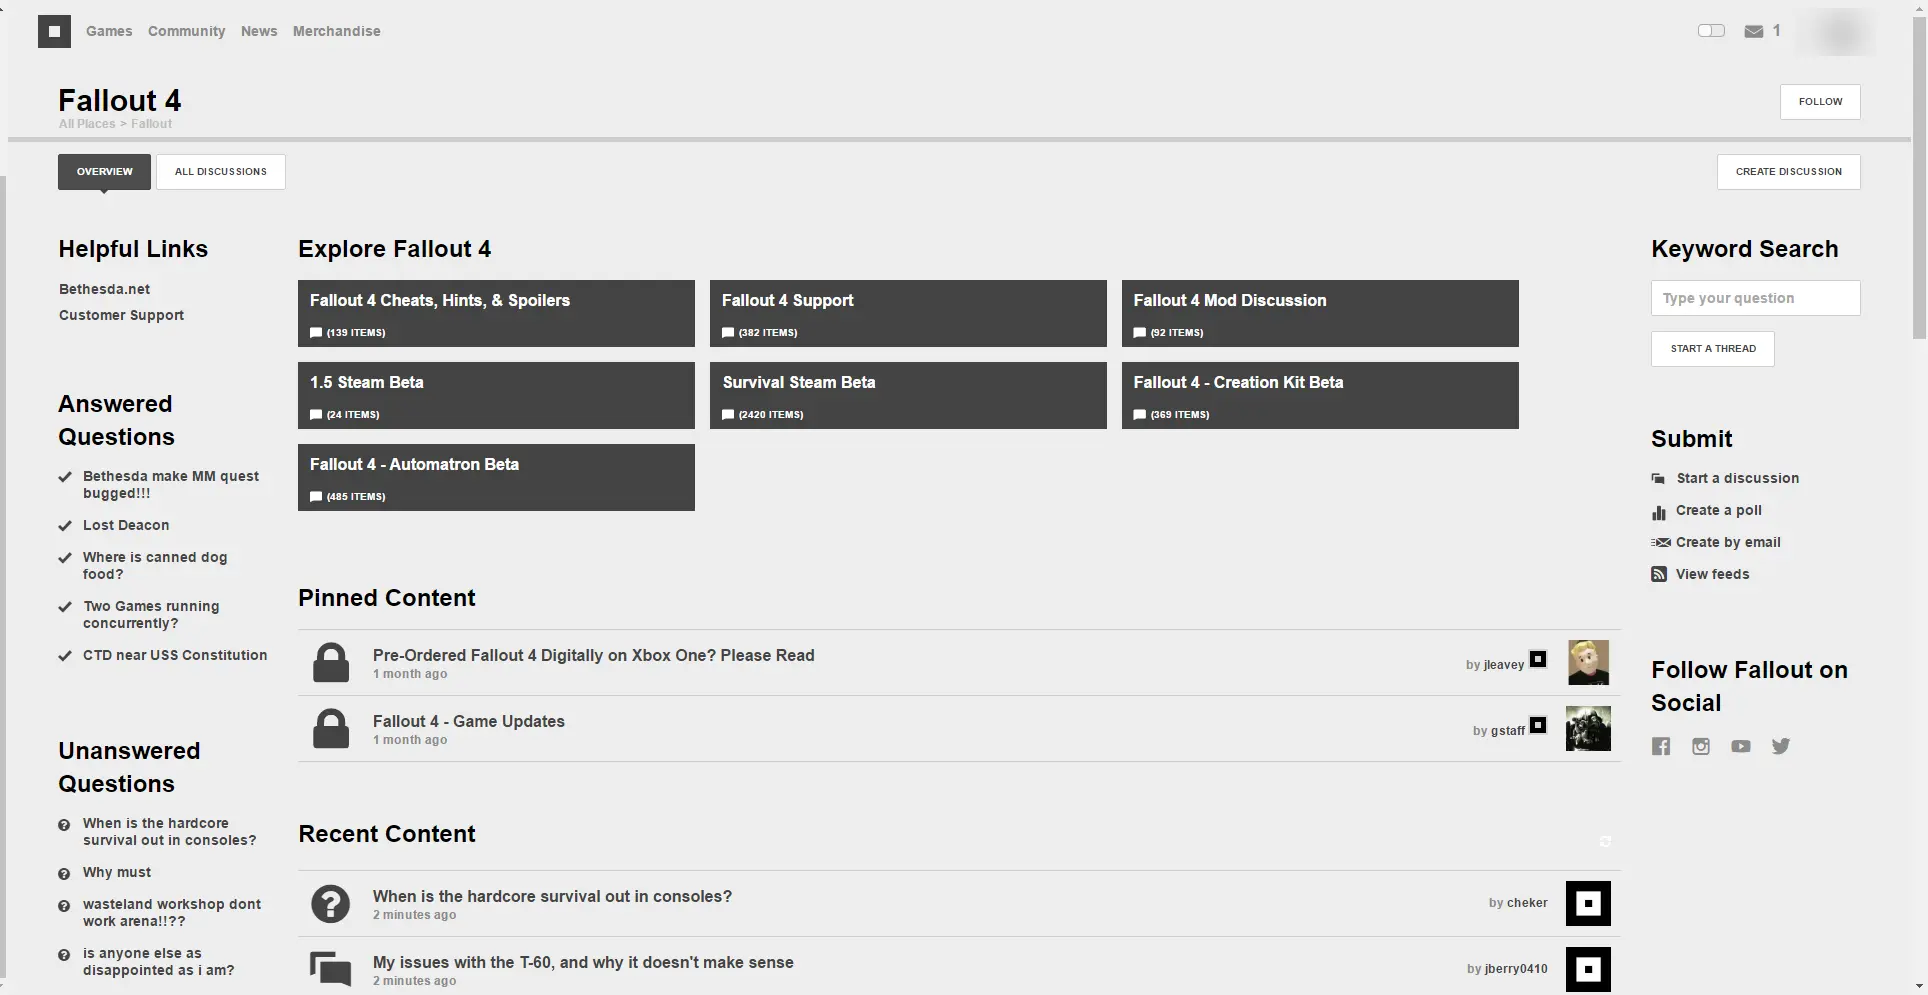 Games Community News Merchandise
1
Fallout 4
All Places > Fallout
FOLLOW
OVERVIEW
ALL DISCUSSIONS
CREATE DISCUSSION
Helpful Links
Bethesda.net
Customer Support
Answered
Questions
Bethesda make MM quest
bugged!!!
Lost Deacon
Where is canned dog
food?
Two Games running
concurrently?
CTD near USS Constitution
Unanswered
Questions
When is the hardcore
survival out in consoles?
Why must
wasteland workshop dont
work arena!!??
is anyone else as
disappointed as i am?
Explore Fallout 4
Fallout 4 Cheats, Hints, & Spoilers
(139 ITEMS)
Fallout 4 Support
(382 ITEMS)
Fallout 4 Mod Discussion
(92 ITEMS)
1.5 Steam Beta
(24 ITEMS)
Survival Steam Beta
(2420 ITEMS)
Fallout 4 - Creation Kit Beta
(369 ITEMS)
Fallout 4 - Automatron Beta
(485 ITEMS)
Pinned Content
Pre-Ordered Fallout 4 Digitally on Xbox One? Please Read
1 month ago
by jleavey
Fallout 4 - Game Updates
1 month ago
by gstaff
Recent Content
When is the hardcore survival out in consoles?
2 minutes ago
by cheker
My issues with the T-60, and why it doesn't make sense
2 minutes ago
by jberry0410
Keyword Search
Type your question
START A THREAD
Submit
Start a discussion
Create a poll
Create by email
View feeds
Follow Fallout on
Social